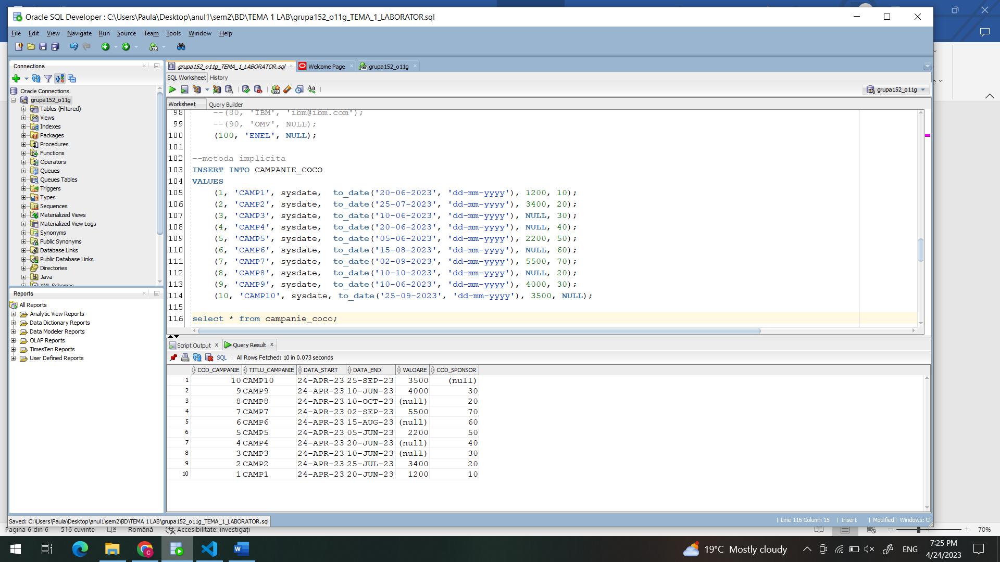 Oracle SQL Developer : C:\Users\Paula\Desktop\anul1\sem2\BD\TEMA 1 LAB\grupa152_o11g_TEMA_1_LABORATOR.sql
File Edit View Navigate Run Source Team Tools Window Help
Connections
Oracle Connections
grupa152_o11g
Tables (Filtered)
Views
Indexes
Packages
Procedures
Functions
Operators
Queues
Queues Tables
Triggers
Types
Sequences
Materialized Views
Materialized View Logs
Synonyms
Public Synonyms
Database Links
Public Database Links
Directories
Java
XML Schemas
Reports
All Reports
Analytic View Reports
Data Dictionary Reports
Data Modeler Reports
OLAP Reports
TimesTen Reports
User Defined Reports
grupa152_o11g_TEMA_1_LABORATOR.sql Welcome Page grupa152_o11g
SQL Worksheet History
grupa152_o11g
Worksheet Query Builder
98 --(80, 'IBM', 'ibm@ibm.com');
99 --(90, 'OMV', NULL);
100 (100, 'ENEL', NULL);
101
102 --metoda implicita
103 INSERT INTO CAMPANIE_COCO
104 VALUES
105 (1, 'CAMP1', sysdate, to_date('20-06-2023', 'dd-mm-yyyy'), 1200, 10);
106 (2, 'CAMP2', sysdate, to_date('25-07-2023', 'dd-mm-yyyy'), 3400, 20);
107 (3, 'CAMP3', sysdate, to_date('10-06-2023', 'dd-mm-yyyy'), NULL, 30);
108 (4, 'CAMP4', sysdate, to_date('20-06-2023', 'dd-mm-yyyy'), NULL, 40);
109 (5, 'CAMP5', sysdate, to_date('05-06-2023', 'dd-mm-yyyy'), 2200, 50);
110 (6, 'CAMP6', sysdate, to_date('15-08-2023', 'dd-mm-yyyy'), NULL, 60);
111 (7, 'CAMP7', sysdate, to_date('02-09-2023', 'dd-mm-yyyy'), 5500, 70);
112 (8, 'CAMP8', sysdate, to_date('10-10-2023', 'dd-mm-yyyy'), NULL, 20);
113 (9, 'CAMP9', sysdate, to_date('10-06-2023', 'dd-mm-yyyy'), 4000, 30);
114 (10, 'CAMP10', sysdate, to_date('25-09-2023', 'dd-mm-yyyy'), 3500, NULL);
115
116 select * from campanie_coco;
Script Output Query Result
SQL All Rows Fetched: 10 in 0.073 seconds
COD_CAMPANIE TITLU_CAMPANIE DATA_START DATA_END VALOARE COD_SPONSOR
1 10 CAMP10 24-APR-23 25-SEP-23 3500 (null)
2 9 CAMP9 24-APR-23 10-JUN-23 4000 30
3 8 CAMP8 24-APR-23 10-OCT-23 (null) 20
4 7 CAMP7 24-APR-23 02-SEP-23 5500 70
5 6 CAMP6 24-APR-23 15-AUG-23 (null) 60
6 5 CAMP5 24-APR-23 05-JUN-23 2200 50
7 4 CAMP4 24-APR-23 20-JUN-23 (null) 40
8 3 CAMP3 24-APR-23 10-JUN-23 (null) 30
9 2 CAMP2 24-APR-23 25-JUL-23 3400 20
10 1 CAMP1 24-APR-23 20-JUN-23 1200 10
Saved: C:\Users\Paula\Desktop\anul1\sem2\BD\TEMA 1 LAB\grupa152_o11g_TEMA_1_LABORATOR.sql
Line 116 Column 15 Insert Modified Windows:
Pagina 6 din 6 516 cuvinte Română Accesibilitate: investigați 70%
19°C Mostly cloudy ENG
7:25 PM
4/24/2023